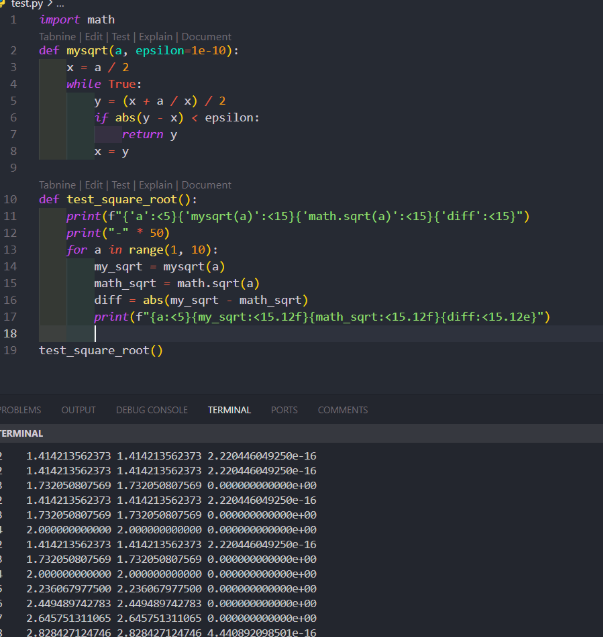 test.py > ...
1 import math
Tabnine | Edit | Test | Explain | Document
2 def mysqrt(a, epsilon=1e-10):
3 x = a / 2
4 while True:
5 y = (x + a / x) / 2
6 if abs(y - x) < epsilon:
7 return y
8 x = y
9
Tabnine | Edit | Test | Explain | Document
10 def test_square_root():
11 print(f"{'a':<5}{'mysqrt(a)':<15}{'math.sqrt(a)':<15}{'diff':<15}")
12 print("-" * 50)
13 for a in range(1, 10):
14 my_sqrt = mysqrt(a)
15 math_sqrt = math.sqrt(a)
16 diff = abs(my_sqrt - math_sqrt)
17 print(f"{a:<5}{my_sqrt:<15.12f}{math_sqrt:<15.12f}{diff:<15.12e}")
18
19 test_square_root()
PROBLEMS OUTPUT DEBUG CONSOLE TERMINAL PORTS COMMENTS
TERMINAL
2 1.414213562373 1.414213562373 2.220446049250e-16
2 1.414213562373 1.414213562373 2.220446049250e-16
3 1.732050807569 1.732050807569 0.000000000000e+00
2 1.414213562373 1.414213562373 2.220446049250e-16
3 1.732050807569 1.732050807569 0.000000000000e+00
4 2.000000000000 2.000000000000 0.000000000000e+00
2 1.414213562373 1.414213562373 2.220446049250e-16
3 1.732050807569 1.732050807569 0.000000000000e+00
4 2.000000000000 2.000000000000 0.000000000000e+00
5 2.236067977500 2.236067977500 0.000000000000e+00
6 2.449489742783 2.449489742783 0.000000000000e+00
7 2.645751311065 2.645751311065 0.000000000000e+00
8 2.828427124746 2.828427124746 4.440892098501e-16